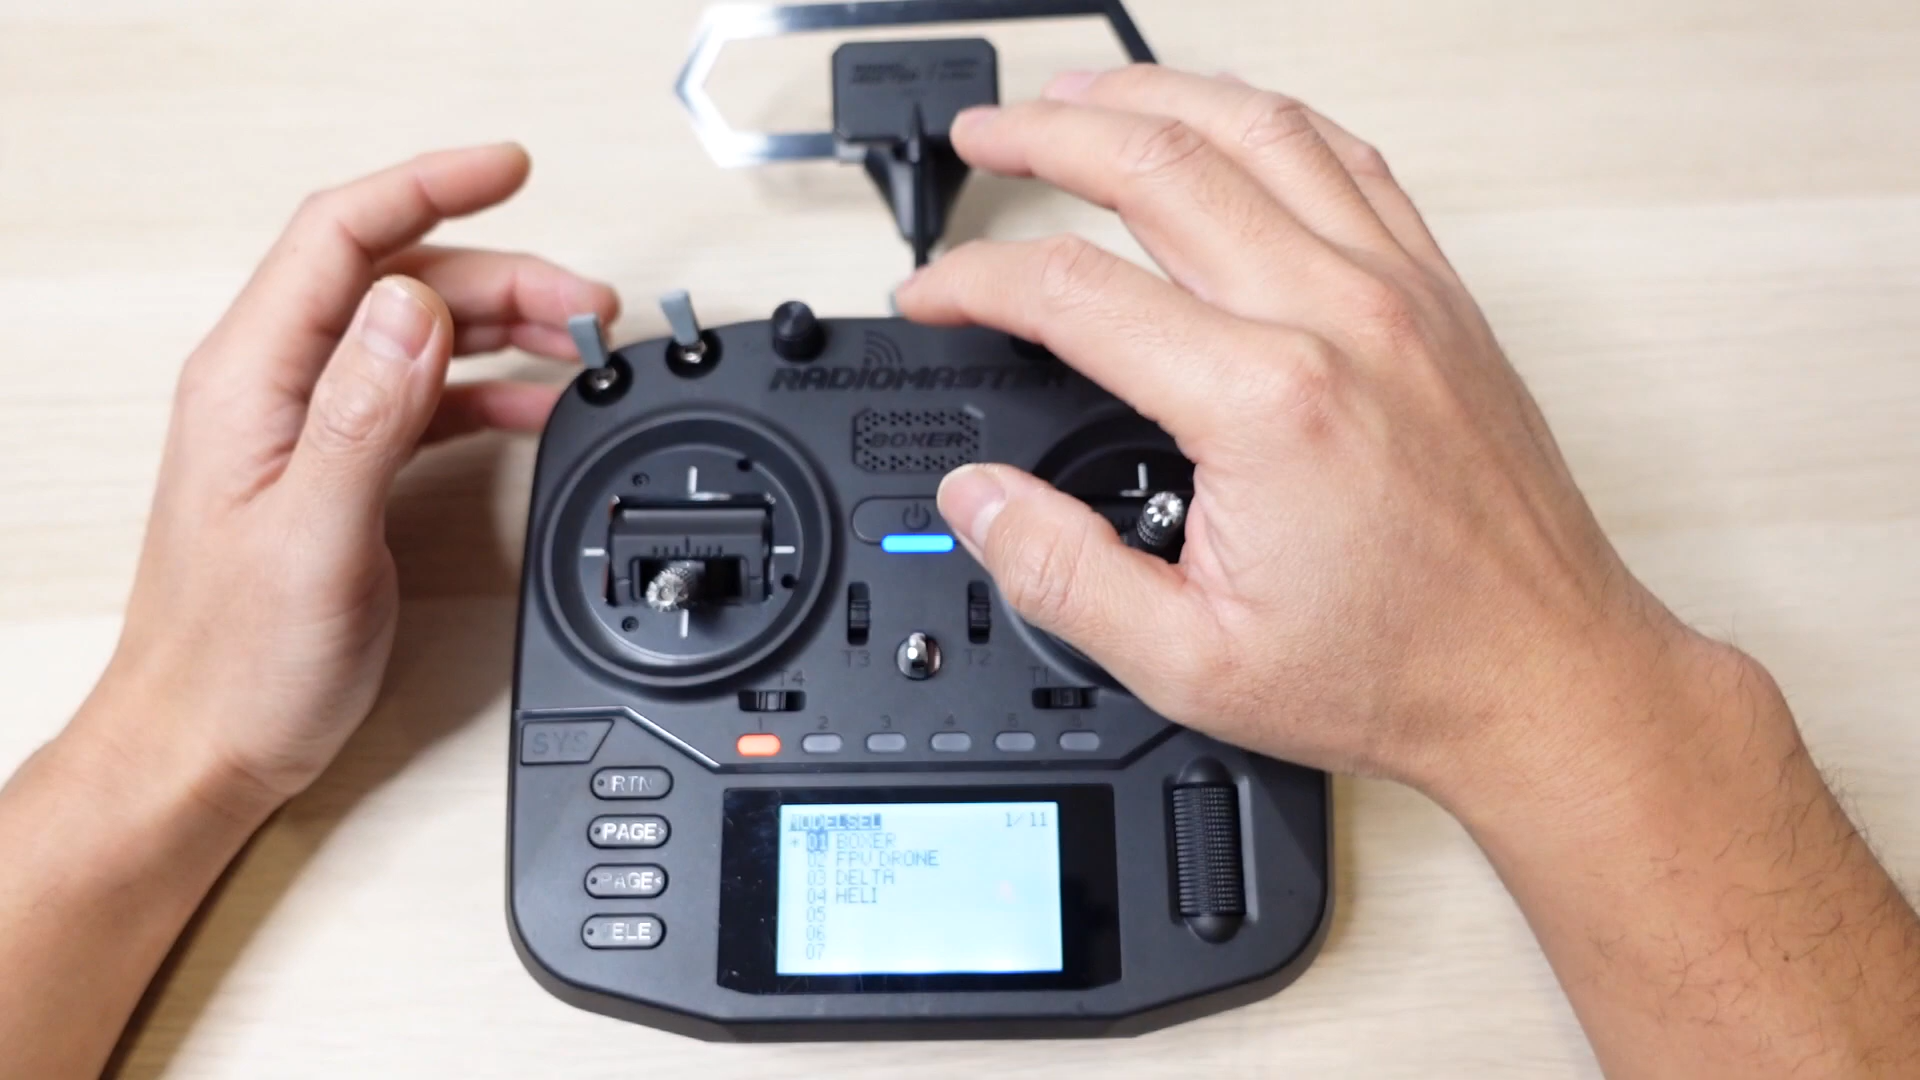 RADIOMASTER
BOXER
T3
T2
T4
T1
1 2 3 4 5 6
SYS
RTN
PAGE>
PAGE<
TELE
MODELSEL 1/11
* 01 BOXER
02 FPV DRONE
03 DELTA
04 HELI
05
06
07